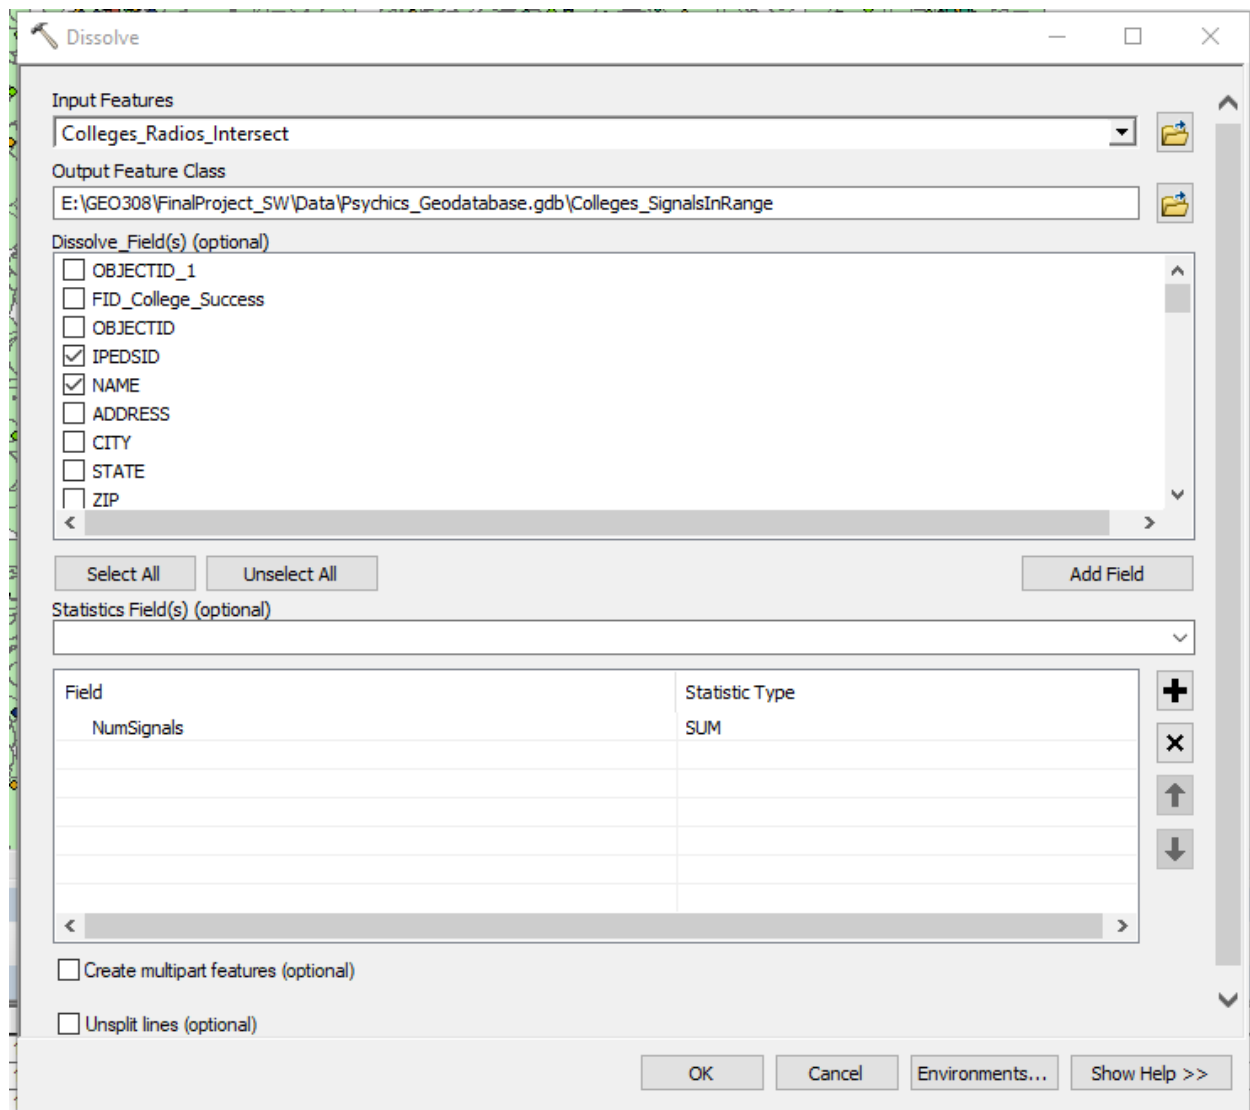 Dissolve
Input Features
Colleges_Radios_Intersect
Output Feature Class
E:\GEO308\FinalProject_SW\Data\Psychics_Geodatabase.gdb\Colleges_SignalsInRange
Dissolve_Field(s) (optional)
OBJECTID_1
FID_College_Success
OBJECTID
IPEDSID
NAME
ADDRESS
CITY
STATE
ZIP
Select All Unselect All Add Field
Statistics Field(s) (optional)
Field Statistic Type
NumSignals SUM
Create multipart features (optional)
Unsplit lines (optional)
OK Cancel Environments... Show Help >>